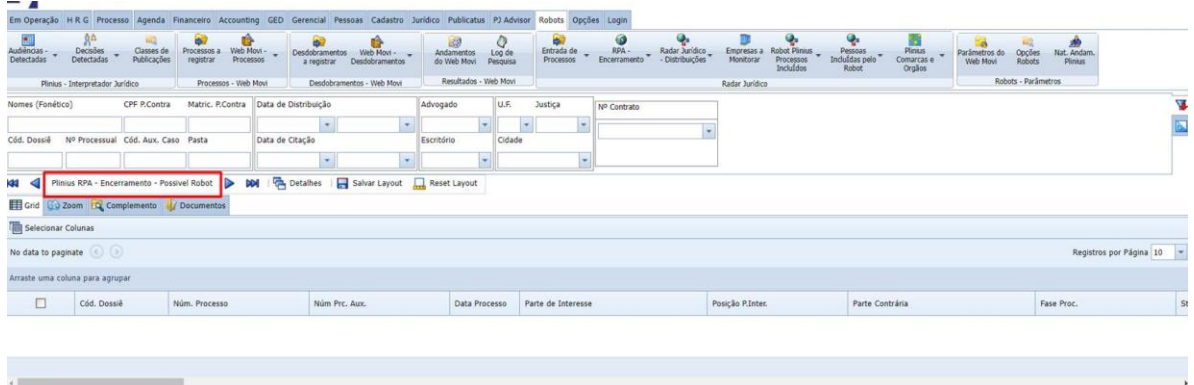 Em Operação H R G Processo Agenda Financeiro Accounting GED Gerencial Pessoas Cadastro Jurídico Publicatus PJ Advisor Robots Opções Login
Audiências - Detectadas
Decisões Detectadas
Classes de Publicações
Processos a registrar
Web Movi - Processos
Desdobramentos a registrar
Web Movi - Desdobramentos
Andamentos do Web Movi
Log de Pesquisa
Entrada de Processos
RPA - Encerramento
Radar Jurídico - Distribuições
Empresas a Monitorar
Robot Plinius Processos Incluídos
Pessoas Incluídas pelo Robot
Plinius Comarcas e Orgãos
Parâmetros do Web Movi
Opções Robots
Nat. Andam. Plinius
Plinius - Interpretador Jurídico
Processos - Web Movi
Desdobramentos - Web Movi
Resultados - Web Movi
Radar Jurídico
Robots - Parâmetros
Nomes (Fonético) CPF P.Contra Matric. P.Contra Data de Distribuição Advogado U.F. Justiça Nº Contrato
Cód. Dossiê Nº Processual Cód. Aux. Caso Pasta Data de Citação Escritório Cidade
Plinius RPA - Encerramento - Possivel Robot Detalhes Salvar Layout Reset Layout
Grid Zoom Complemento Documentos
Selecionar Colunas
No data to paginate Registros por Página 10
Arraste uma coluna para agrupar
Cód. Dossiê Núm. Processo Núm Prc. Aux. Data Processo Parte de Interesse Posição P.Inter. Parte Contrária Fase Proc. St